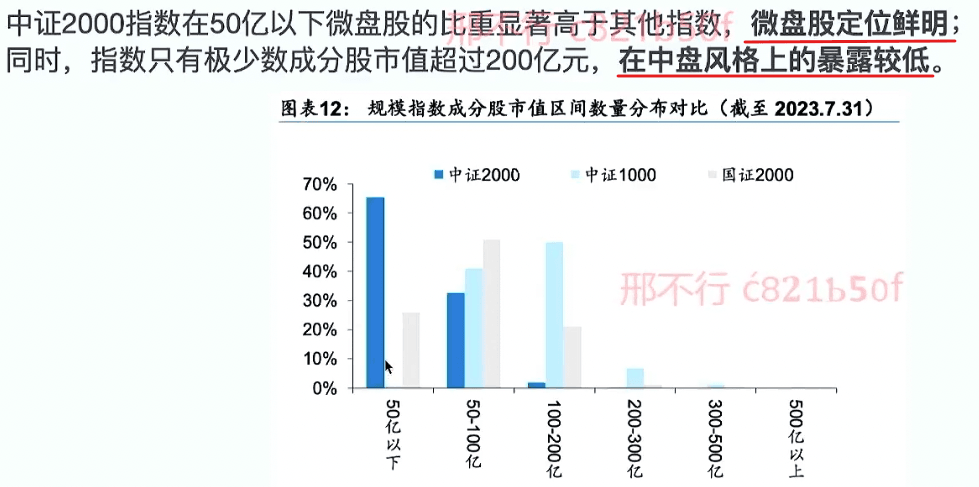 中证2000指数在50亿以下微盘股的比重显著高于其他指数，微盘股定位鲜明；
邢不行 c821b50f
同时，指数只有极少数成分股市值超过200亿元，在中盘风格上的暴露较低。
图表12： 规模指数成分股市值区间数量分布对比（截至 2023.7.31）
中证2000 中证1000 国证2000
70%
60%
50%
40%
30%
20%
10%
0%
邢不行 c821b50f
50亿以下
50-100亿
100-200亿
200-300亿
300-500亿
500亿以上